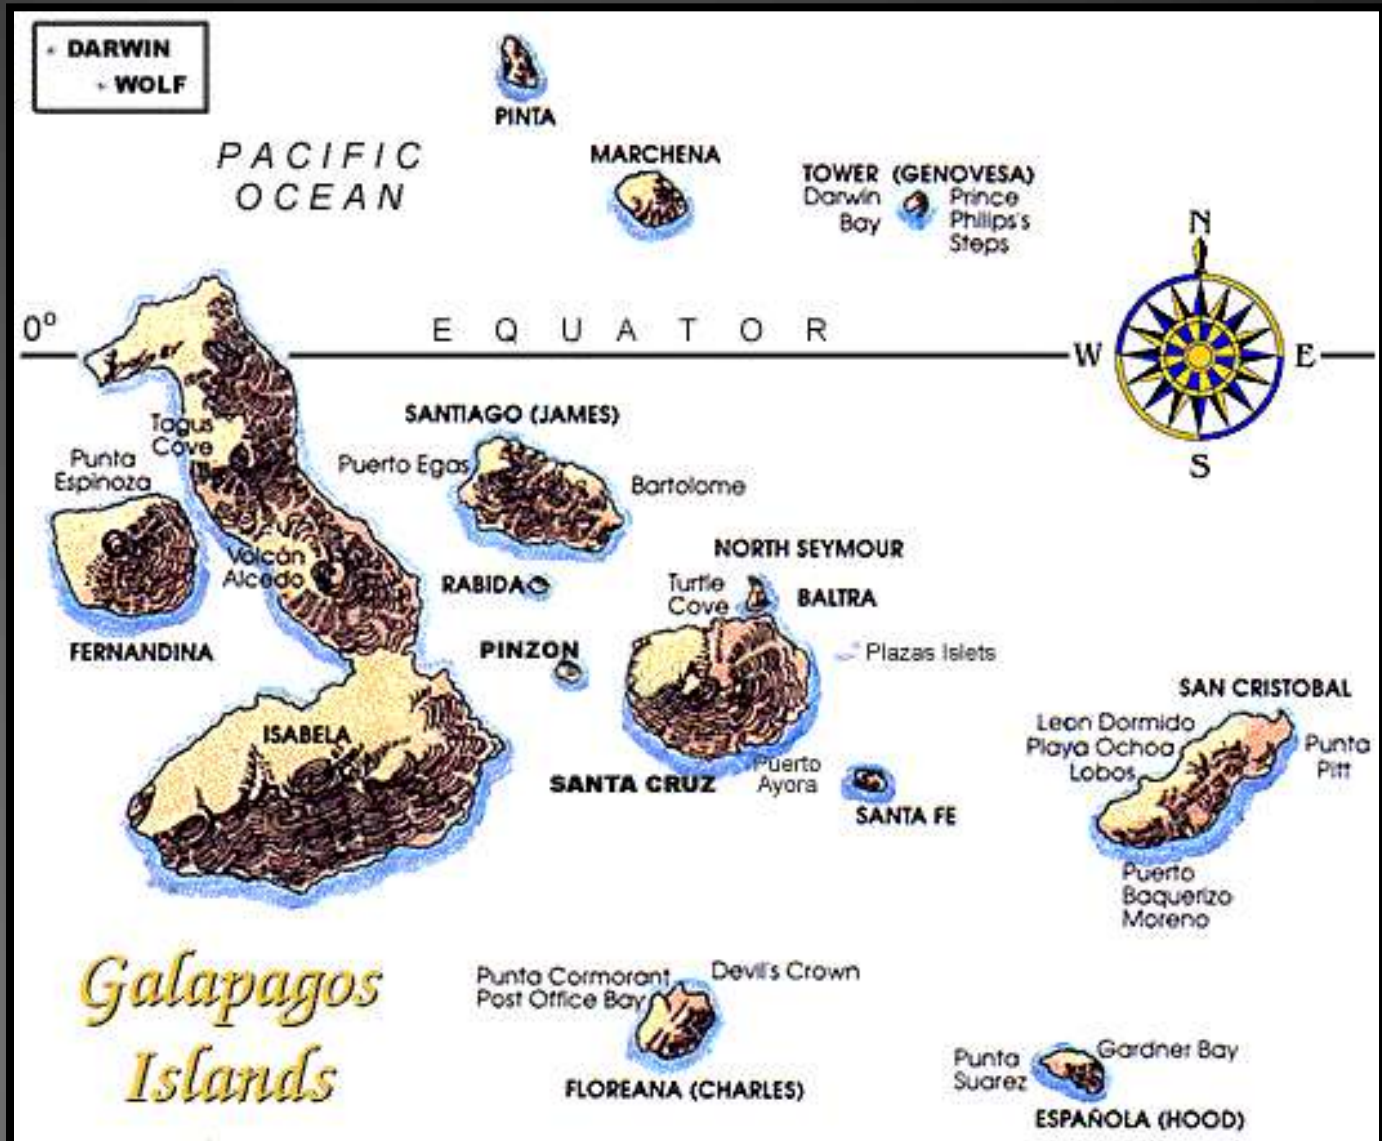 DARWIN
WOLF
PINTA
PACIFIC
OCEAN
MARCHENA
TOWER (GENOVESA)
Darwin
Bay
Prince
Philips's
Steps
N
0°
EQUATOR
W
E
S
SANTIAGO (JAMES)
Tagus
Cove
Punta
Espinoza
Puerto Egas
Bartolome
Volcán
Alcedo
NORTH SEYMOUR
RABIDA
Turtle
Cove
BALTRA
FERNANDINA
PINZON
Plazas Islets
SAN CRISTOBAL
ISABELA
Leon Dormido
Playa Ochoa
Lobos
Punta
Pitt
SANTA CRUZ
Puerto
Ayora
SANTA FE
Puerto
Baquerizo
Moreno
Galapagos
Islands
Punta Cormorant
Post Office Bay
Devil's Crown
FLOREANA (CHARLES)
Punta
Suarez
Gardner Bay
ESPAÑOLA (HOOD)